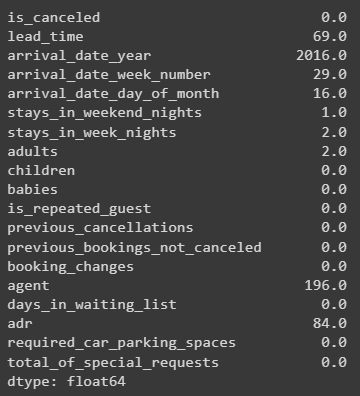 is_canceled 0.0
lead_time 69.0
arrival_date_year 2016.0
arrival_date_week_number 29.0
arrival_date_day_of_month 16.0
stays_in_weekend_nights 1.0
stays_in_week_nights 2.0
adults 2.0
children 0.0
babies 0.0
is_repeated_guest 0.0
previous_cancellations 0.0
previous_bookings_not_canceled 0.0
booking_changes 0.0
agent 196.0
days_in_waiting_list 0.0
adr 84.0
required_car_parking_spaces 0.0
total_of_special_requests 0.0
dtype: float64